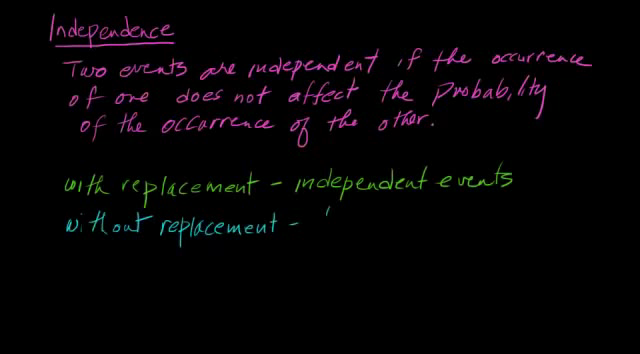 Independence
Two events are independent if the occurrence
of one does not affect the Probability
of the occurrence of the other.
with replacement - independent events
without replacement -